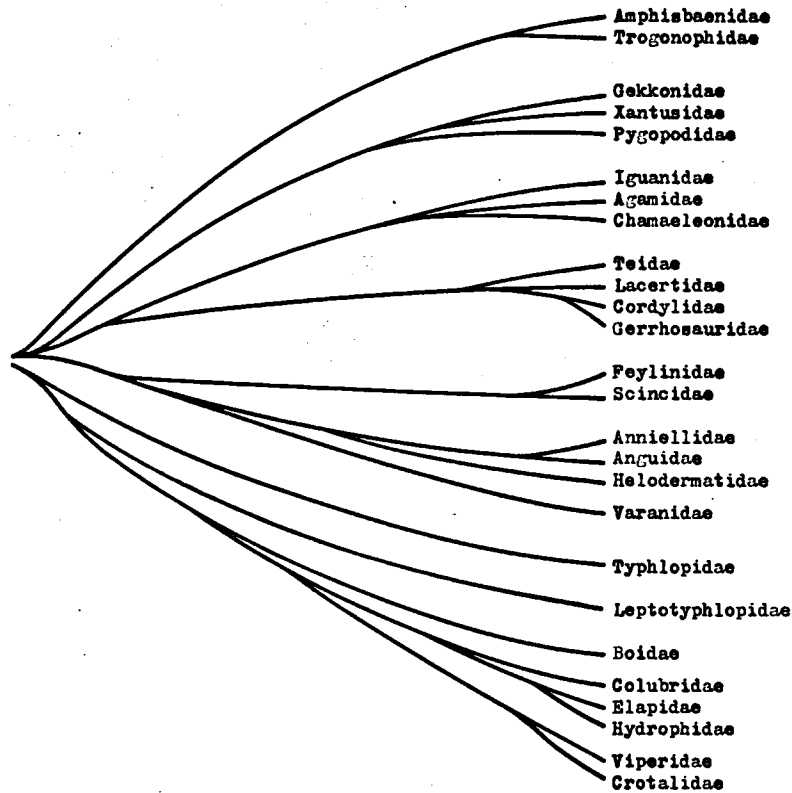 Amphisbaenidae
Trogonophidae
Gekkonidae
Xantusidae
Pygopodidae
Iguanidae
Agamidae
Chamaeleonidae
Teidae
Lacertidae
Cordylidae
Gerrhosauridae
Feylinidae
Scincidae
Anniellidae
Anguidae
Helodermatidae
Varanidae
Typhlopidae
Leptotyphlopidae
Boidae
Colubridae
Elapidae
Hydrophidae
Viperidae
Crotalidae